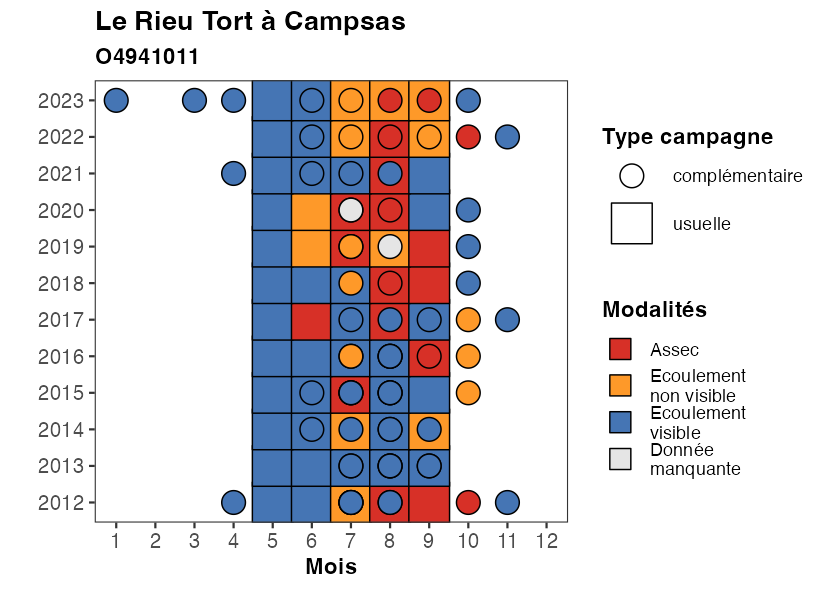 Le Rieu Tort à Campsas
O4941011
2023
2022
2021
2020
2019
2018
2017
2016
2015
2014
2013
2012
1 2 3 4 5 6 7 8 9 10 11 12
Mois
Type campagne
complémentaire
usuelle
Modalités
Assec
Ecoulement
non visible
Ecoulement
visible
Donnée
manquante